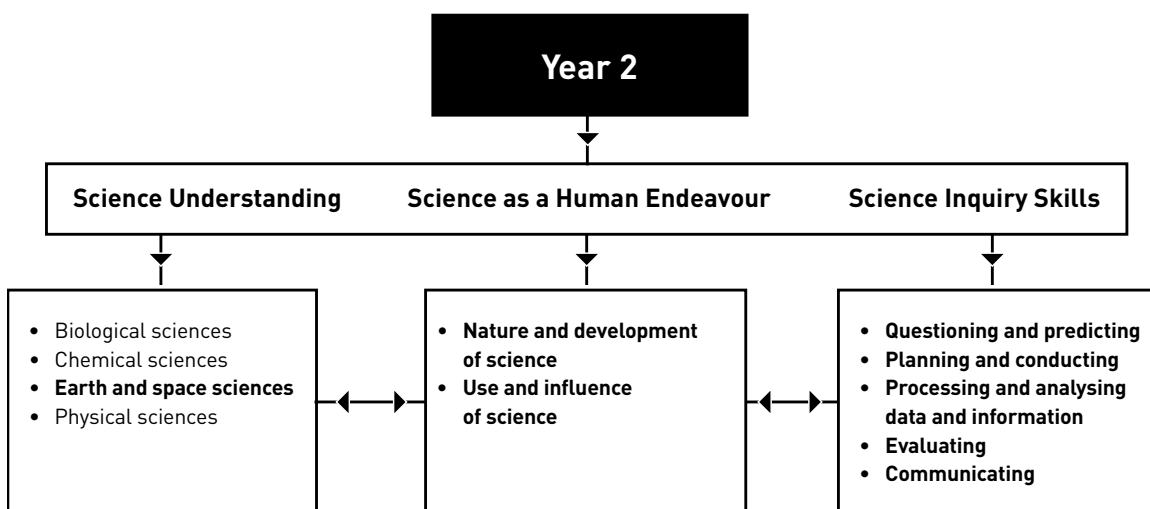 Year 2
Science Understanding
Science as a Human Endeavour
Science Inquiry Skills
• Biological sciences
• Chemical sciences
• Earth and space sciences
• Physical sciences
• Nature and development
of science
• Use and influence
of science
• Questioning and predicting
• Planning and conducting
• Processing and analysing
data and information
• Evaluating
• Communicating